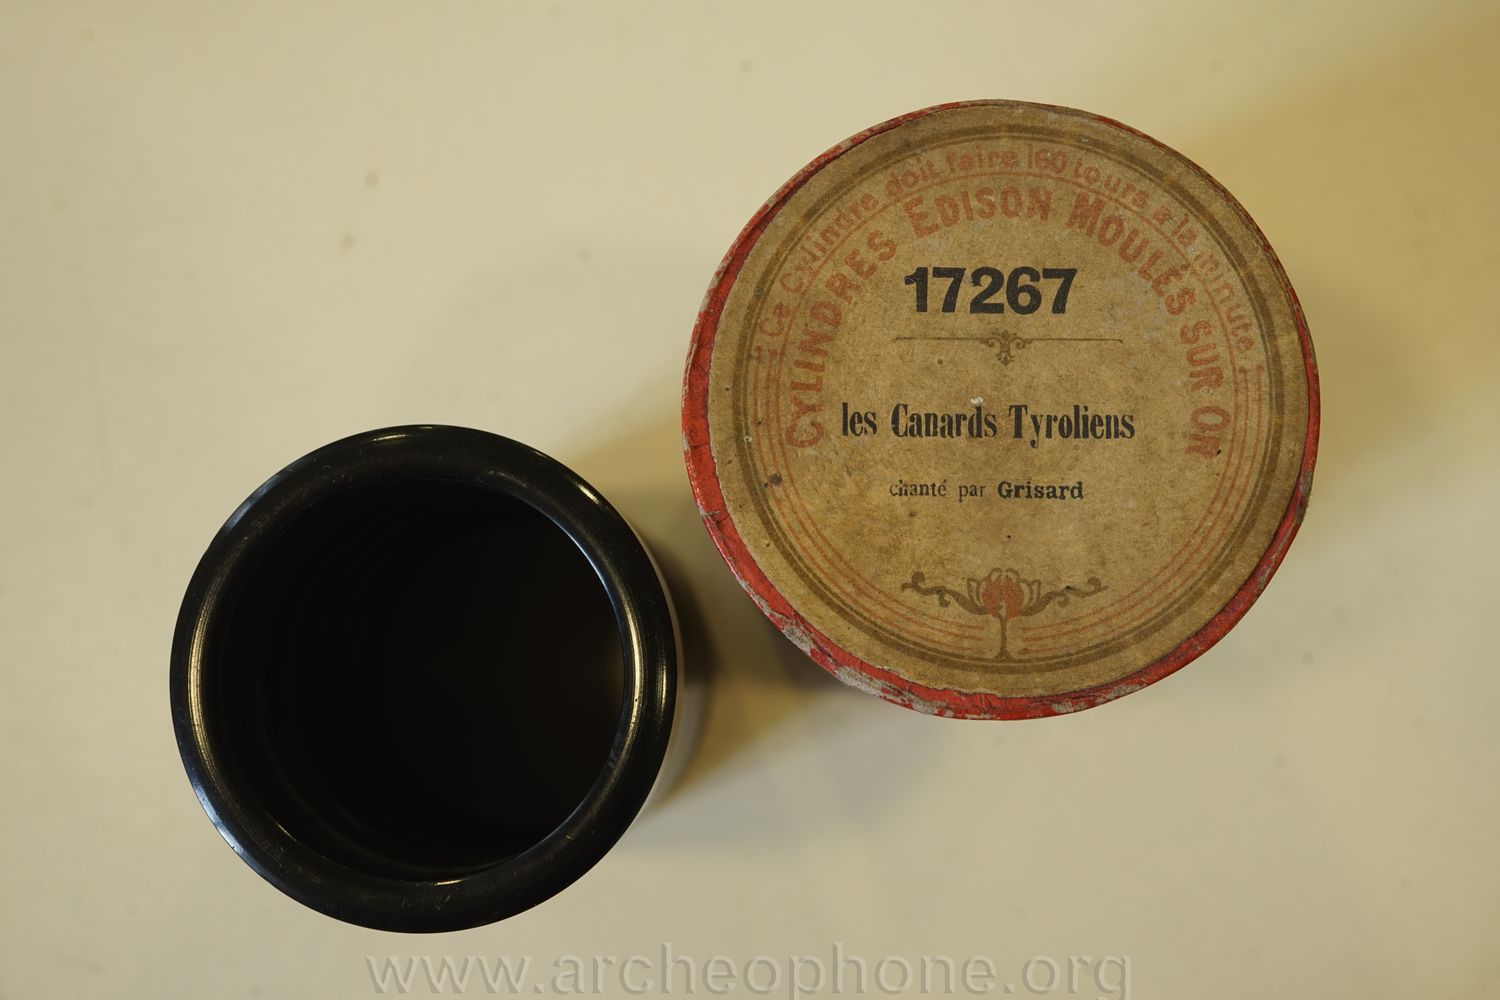 "Ce Cylindre doit faire 160 tours à la minute"
CYLINDRES EDISON MOULÉS SUR OR
17267
les Canards Tyroliens
chanté par Grisard
www.archeophone.org